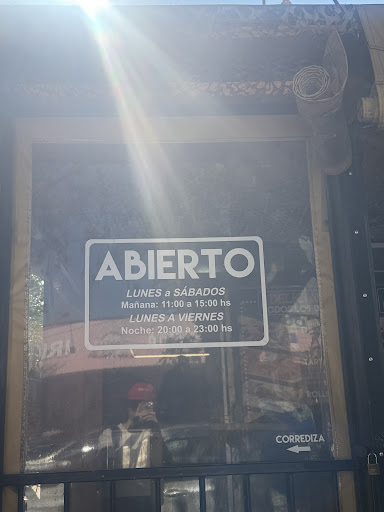 ABIERTO
LUNES a SÁBADOS
Mañana: 11:00 a 15:00 hs
LUNES A VIERNES
Noche: 20:00 a 23:00 hs
CORREDIZA